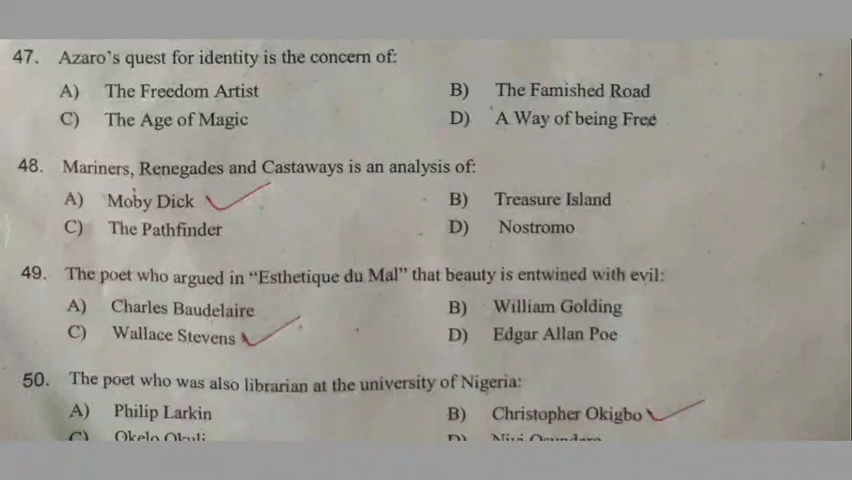 47. Azaro's quest for identity is the concern of:
A) The Freedom Artist B) The Famished Road
C) The Age of Magic D) A Way of being Free
48. Mariners, Renegades and Castaways is an analysis of:
A) Moby Dick B) Treasure Island
C) The Pathfinder D) Nostromo
49. The poet who argued in “Esthetique du Mal” that beauty is entwined with evil:
A) Charles Baudelaire B) William Golding
C) Wallace Stevens D) Edgar Allan Poe
50. The poet who was also librarian at the university of Nigeria:
A) Philip Larkin B) Christopher Okigbo
C) Okelo Okuli D)